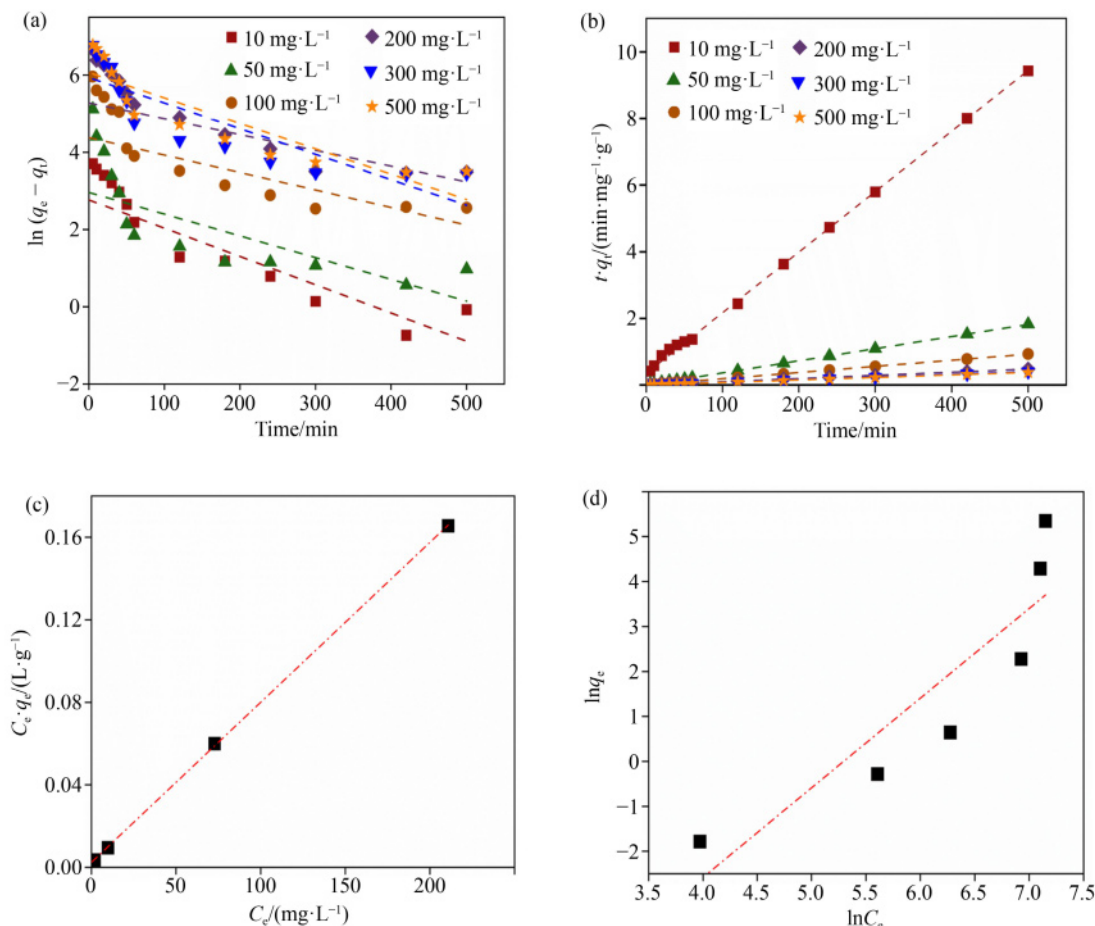 (a)
10 mg·L⁻¹
50 mg·L⁻¹
100 mg·L⁻¹
200 mg·L⁻¹
300 mg·L⁻¹
500 mg·L⁻¹
8
6
4
2
0
−2
ln (qₑ − qₜ)
0
100
200
300
400
500
Time/min
(b)
10 mg·L⁻¹
50 mg·L⁻¹
100 mg·L⁻¹
200 mg·L⁻¹
300 mg·L⁻¹
500 mg·L⁻¹
10
8
6
4
2
t·qₜ/(min·mg⁻¹·g⁻¹)
0
100
200
300
400
500
Time/min
(c)
0.16
0.12
0.08
0.04
0.00
Cₑ·qₑ/(L·g⁻¹)
0
50
100
150
200
Cₑ/(mg·L⁻¹)
(d)
5
4
3
2
1
0
−1
−2
lnqₑ
3.5
4.0
4.5
5.0
5.5
6.0
6.5
7.0
7.5
lnCₑ